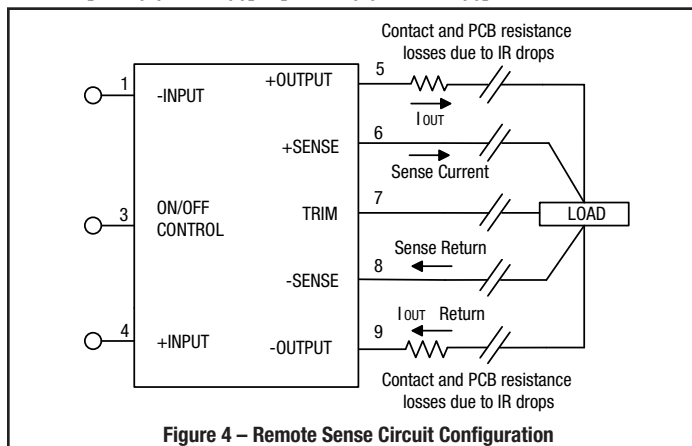 Contact and PCB resistance
losses due to IR drops
1
-INPUT
+OUTPUT
5
IOUT
+SENSE
6
Sense Current
3
ON/OFF
CONTROL
TRIM
7
LOAD
Sense Return
-SENSE
8
IOUT Return
4
+INPUT
-OUTPUT
9
Contact and PCB resistance
losses due to IR drops
Figure 4 – Remote Sense Circuit Configuration